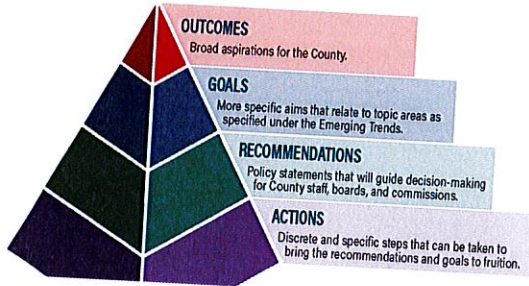 OUTCOMES
Broad aspirations for the County.
GOALS
More specific aims that relate to topic areas as
specified under the Emerging Trends.
RECOMMENDATIONS
Policy statements that will guide decision-making
for County staff, boards, and commissions.
ACTIONS
Discrete and specific steps that can be taken to
bring the recommendations and goals to fruition.